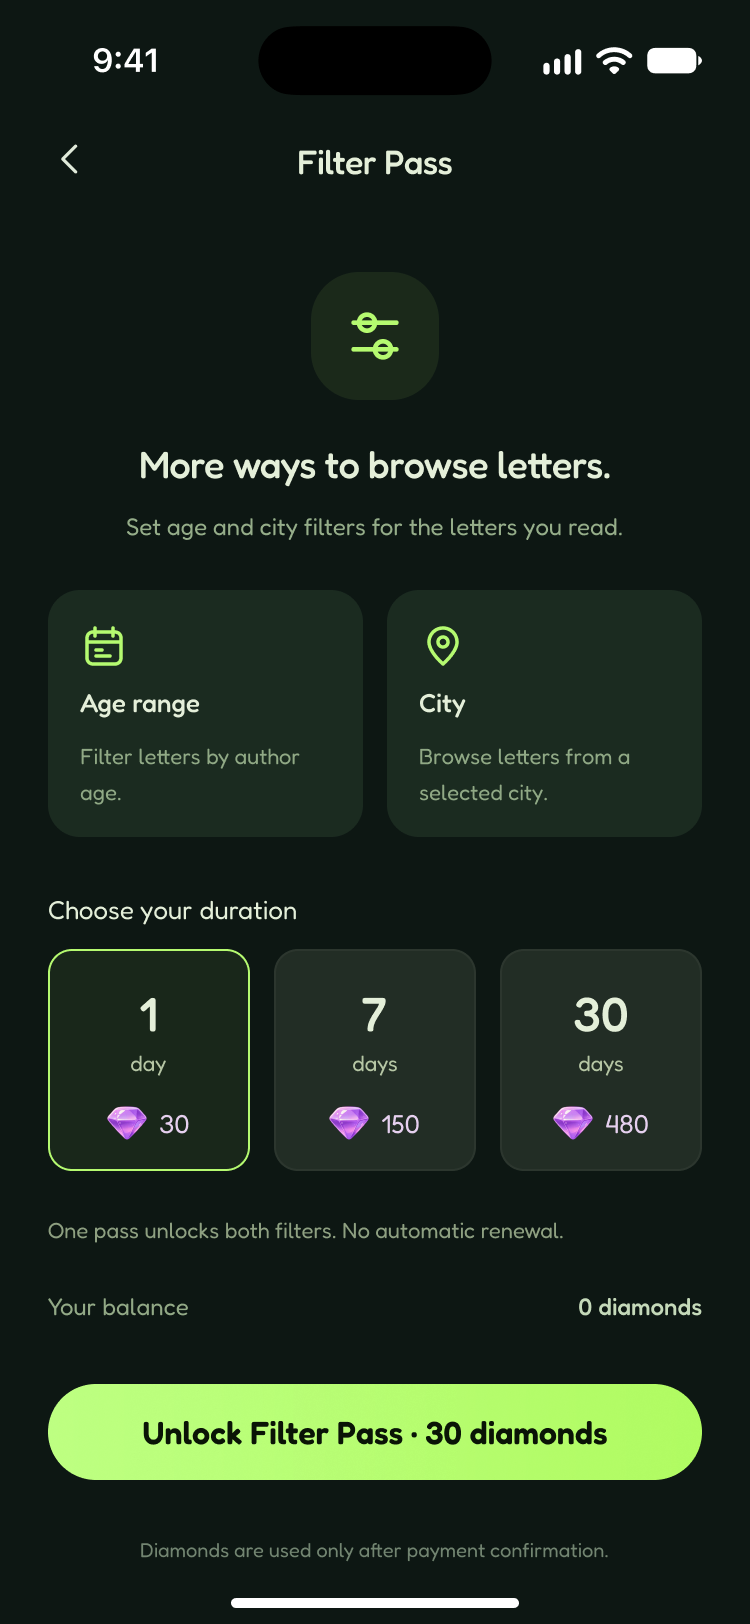 9:41
Filter Pass
More ways to browse letters.
Set age and city filters for the letters you read.
Age range
Filter letters by author
age.
City
Browse letters from a
selected city.
Choose your duration
1
day
30
7
days
150
30
days
480
One pass unlocks both filters. No automatic renewal.
Your balance
0 diamonds
Unlock Filter Pass · 30 diamonds
Diamonds are used only after payment confirmation.